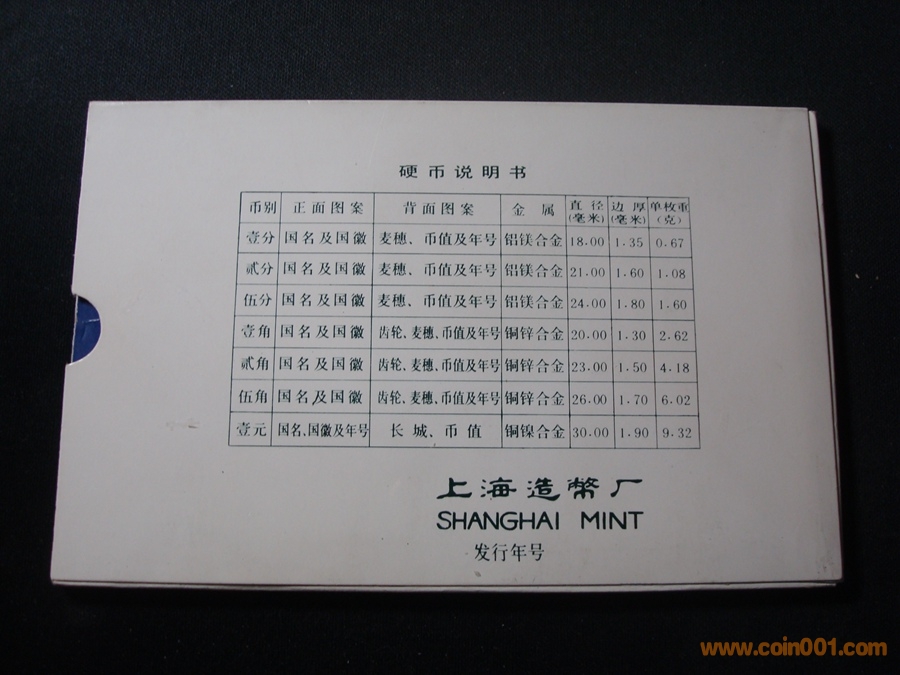 硬币说明书
币别 正面图案 背面图案 金属 直径(毫米) 边厚(毫米) 单枚重(克)
壹分 国名及国徽 麦穗、币值及年号 铝镁合金 18.00 1.35 0.67
贰分 国名及国徽 麦穗、币值及年号 铝镁合金 21.00 1.60 1.08
伍分 国名及国徽 麦穗、币值及年号 铝镁合金 24.00 1.80 1.60
壹角 国名及国徽 齿轮、麦穗、币值及年号 铜锌合金 20.00 1.30 2.62
贰角 国名及国徽 齿轮、麦穗、币值及年号 铜锌合金 23.00 1.50 4.18
伍角 国名及国徽 齿轮、麦穗、币值及年号 铜锌合金 26.00 1.70 6.02
壹元 国名、国徽及年号 长城、币值 铜镍合金 30.00 1.90 9.32
上海造幣厂
SHANGHAI MINT
发行年号
www.coin001.com